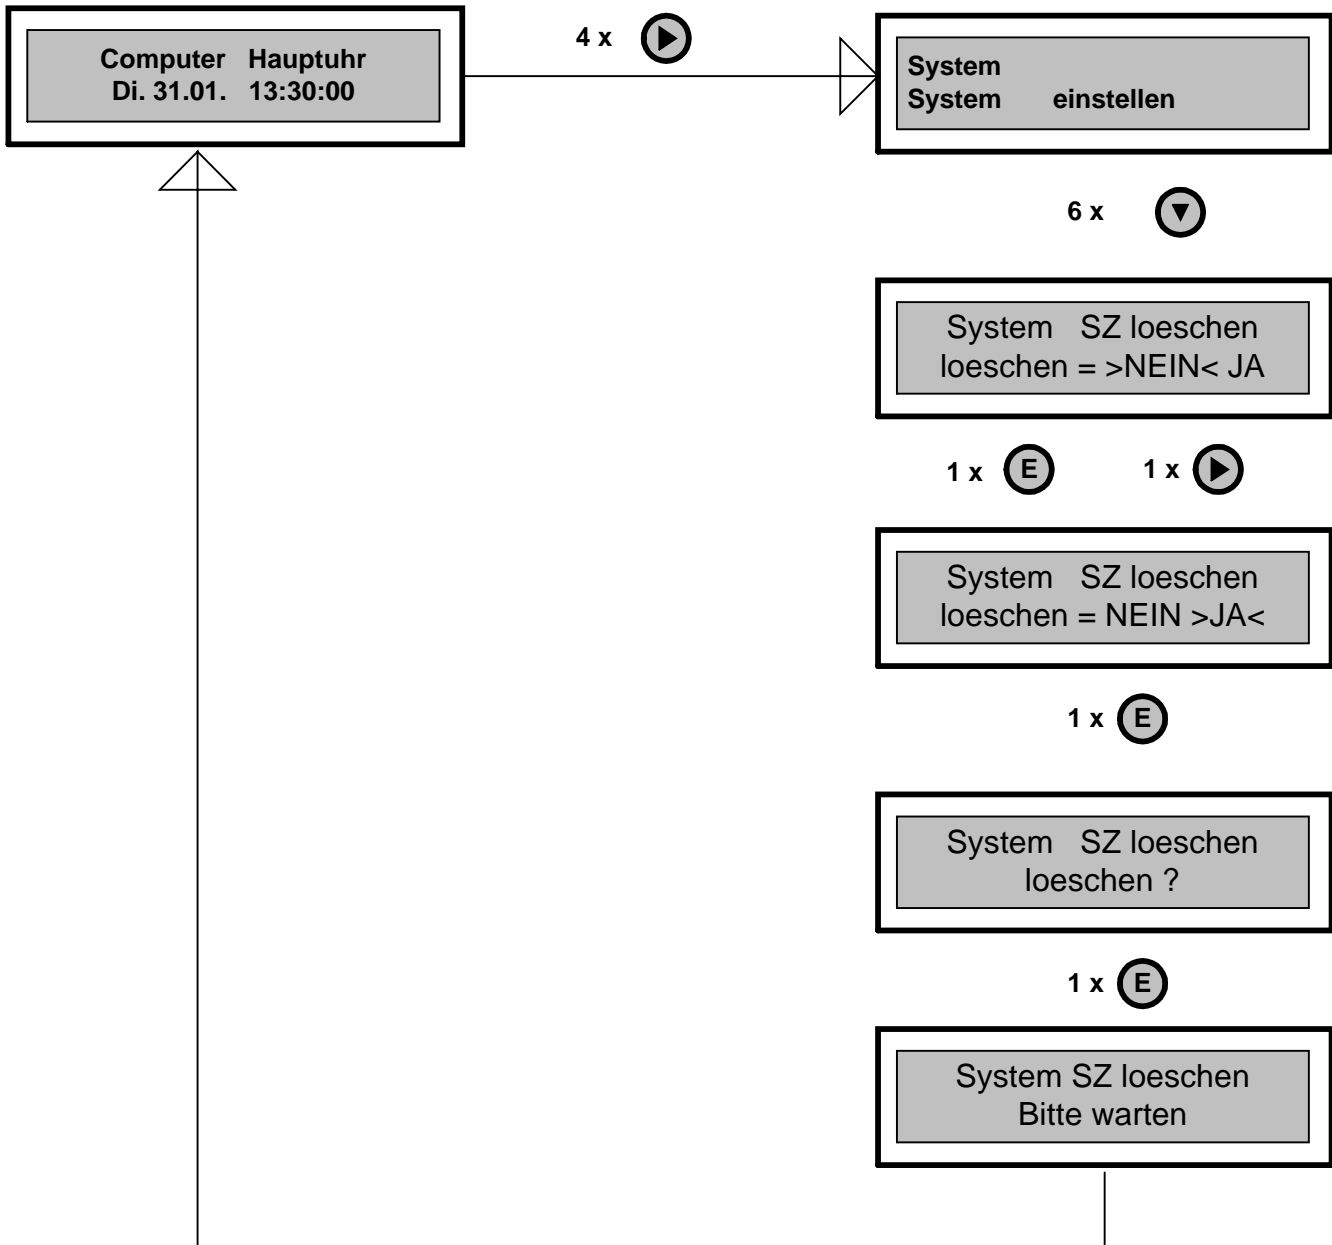 Computer Hauptuhr
Di. 31.01. 13:30:00
4 x
System
System einstellen
6 x
System SZ loeschen
loeschen = >NEIN< JA
1 x E 1 x
System SZ loeschen
loeschen = NEIN >JA<
1 x E
System SZ loeschen
loeschen ?
1 x E
System SZ loeschen
Bitte warten